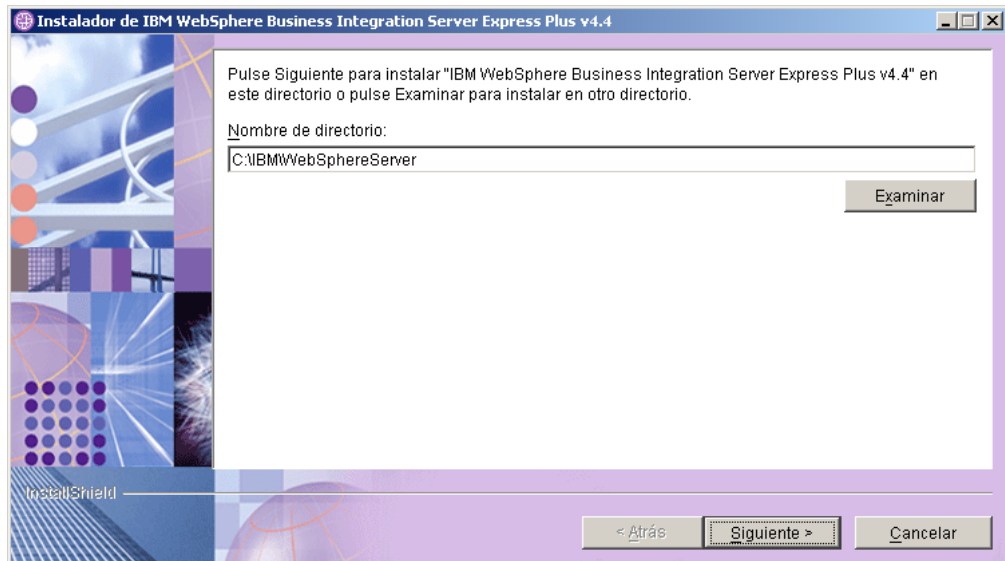 Instalador de IBM WebSphere Business Integration Server Express Plus v4.4
Pulse Siguiente para instalar "IBM WebSphere Business Integration Server Express Plus v4.4" en
este directorio o pulse Examinar para instalar en otro directorio.
Nombre de directorio:
C:\IBM\WebSphereServer
Examinar
InstallShield
< Atrás
Siguiente >
Cancelar